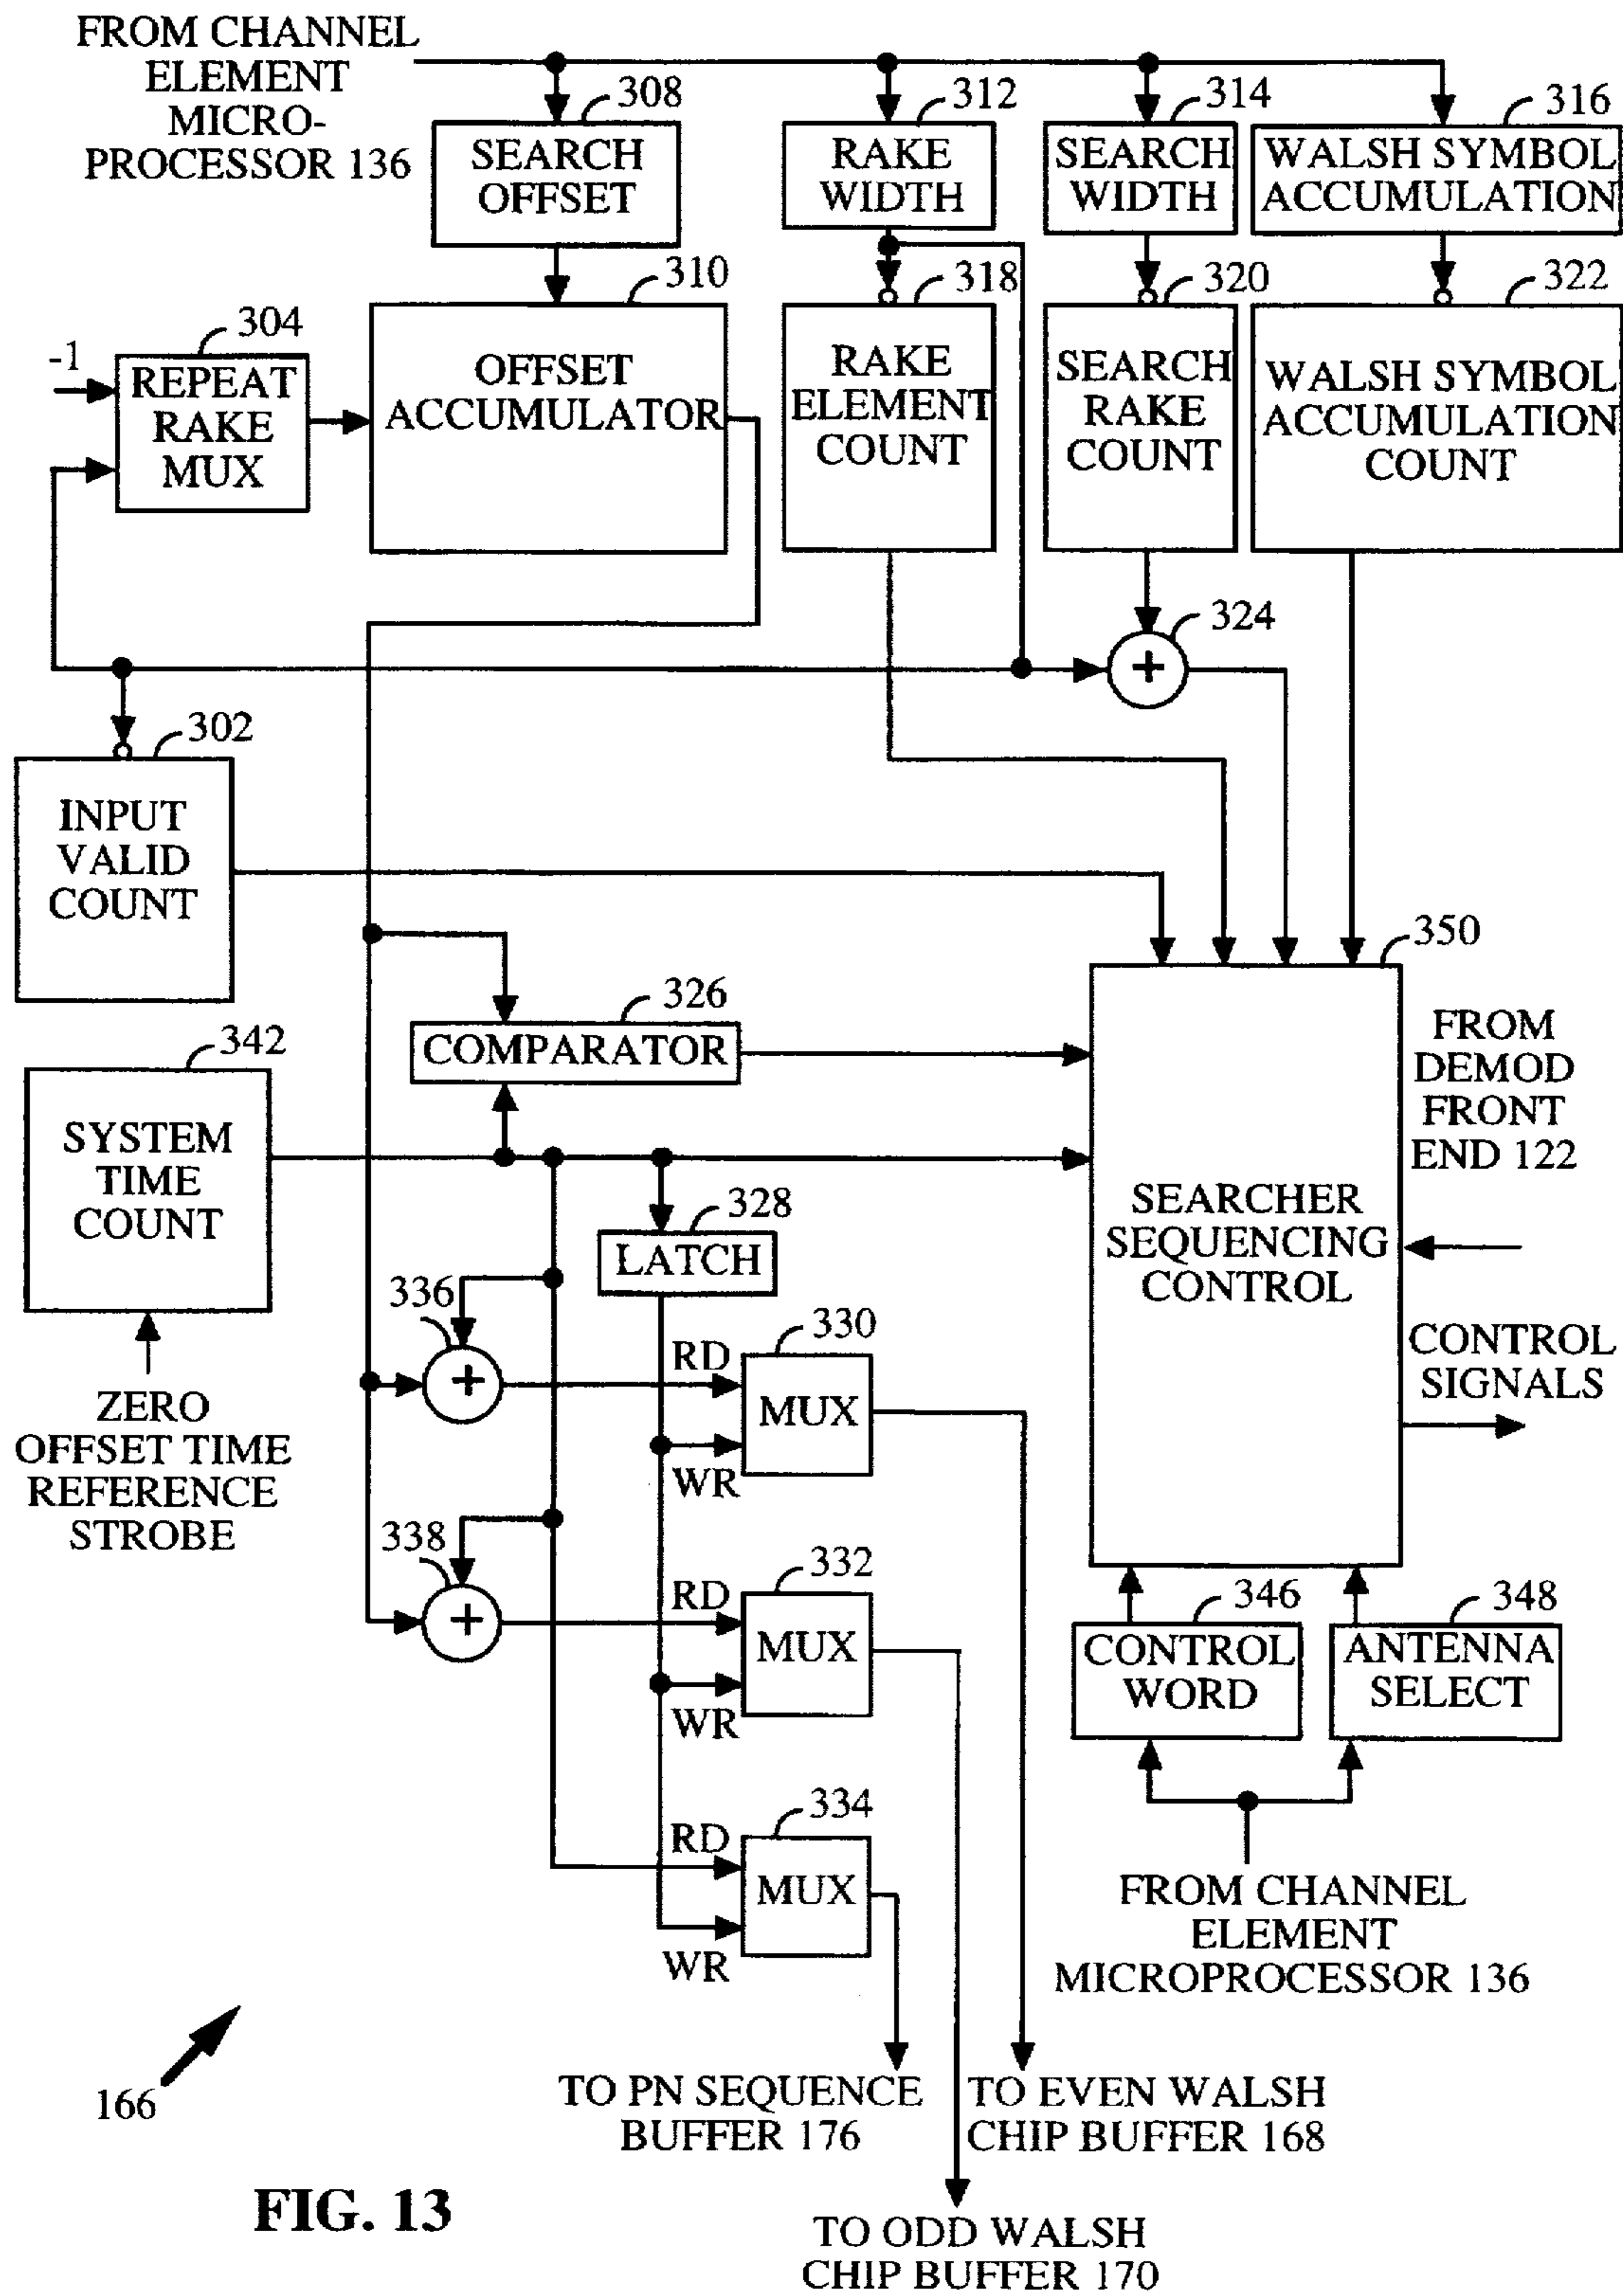 FROM CHANNEL
ELEMENT
MICRO-
PROCESSOR 136
308
312
314
316
SEARCH
OFFSET
RAKE
WIDTH
SEARCH
WIDTH
WALSH SYMBOL
ACCUMULATION
310
318
320
322
304
-1
REPEAT
RAKE
MUX
OFFSET
ACCUMULATOR
RAKE
ELEMENT
COUNT
SEARCH
RAKE
COUNT
WALSH SYMBOL
ACCUMULATION
COUNT
324
+
302
INPUT
VALID
COUNT
350
326
COMPARATOR
FROM
DEMOD
FRONT
END 122
342
SYSTEM
TIME
COUNT
328
LATCH
SEARCHER
SEQUENCING
CONTROL
336
+
RD
330
MUX
WR
CONTROL
SIGNALS
ZERO
OFFSET TIME
REFERENCE
STROBE
338
+
RD
332
MUX
WR
346
CONTROL
WORD
348
ANTENNA
SELECT
334
RD
MUX
WR
FROM CHANNEL
ELEMENT
MICROPROCESSOR 136
166
TO PN SEQUENCE
BUFFER 176
TO EVEN WALSH
CHIP BUFFER 168
FIG. 13
TO ODD WALSH
CHIP BUFFER 170